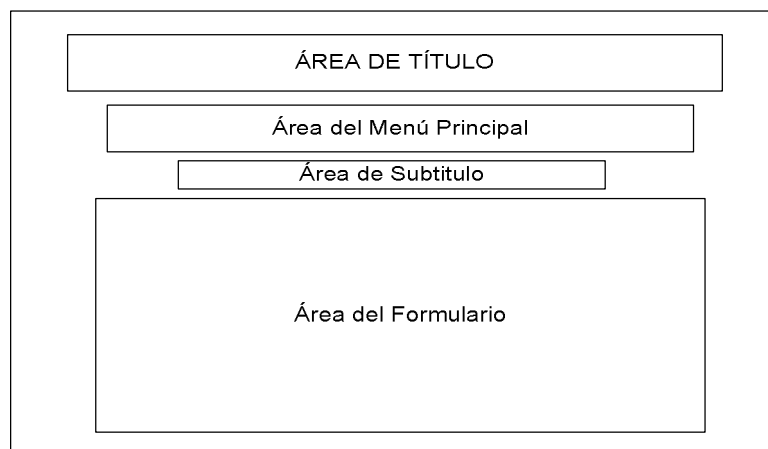 ÁREA DE TÍTULO
Área del Menú Principal
Área de Subtitulo
Área del Formulario